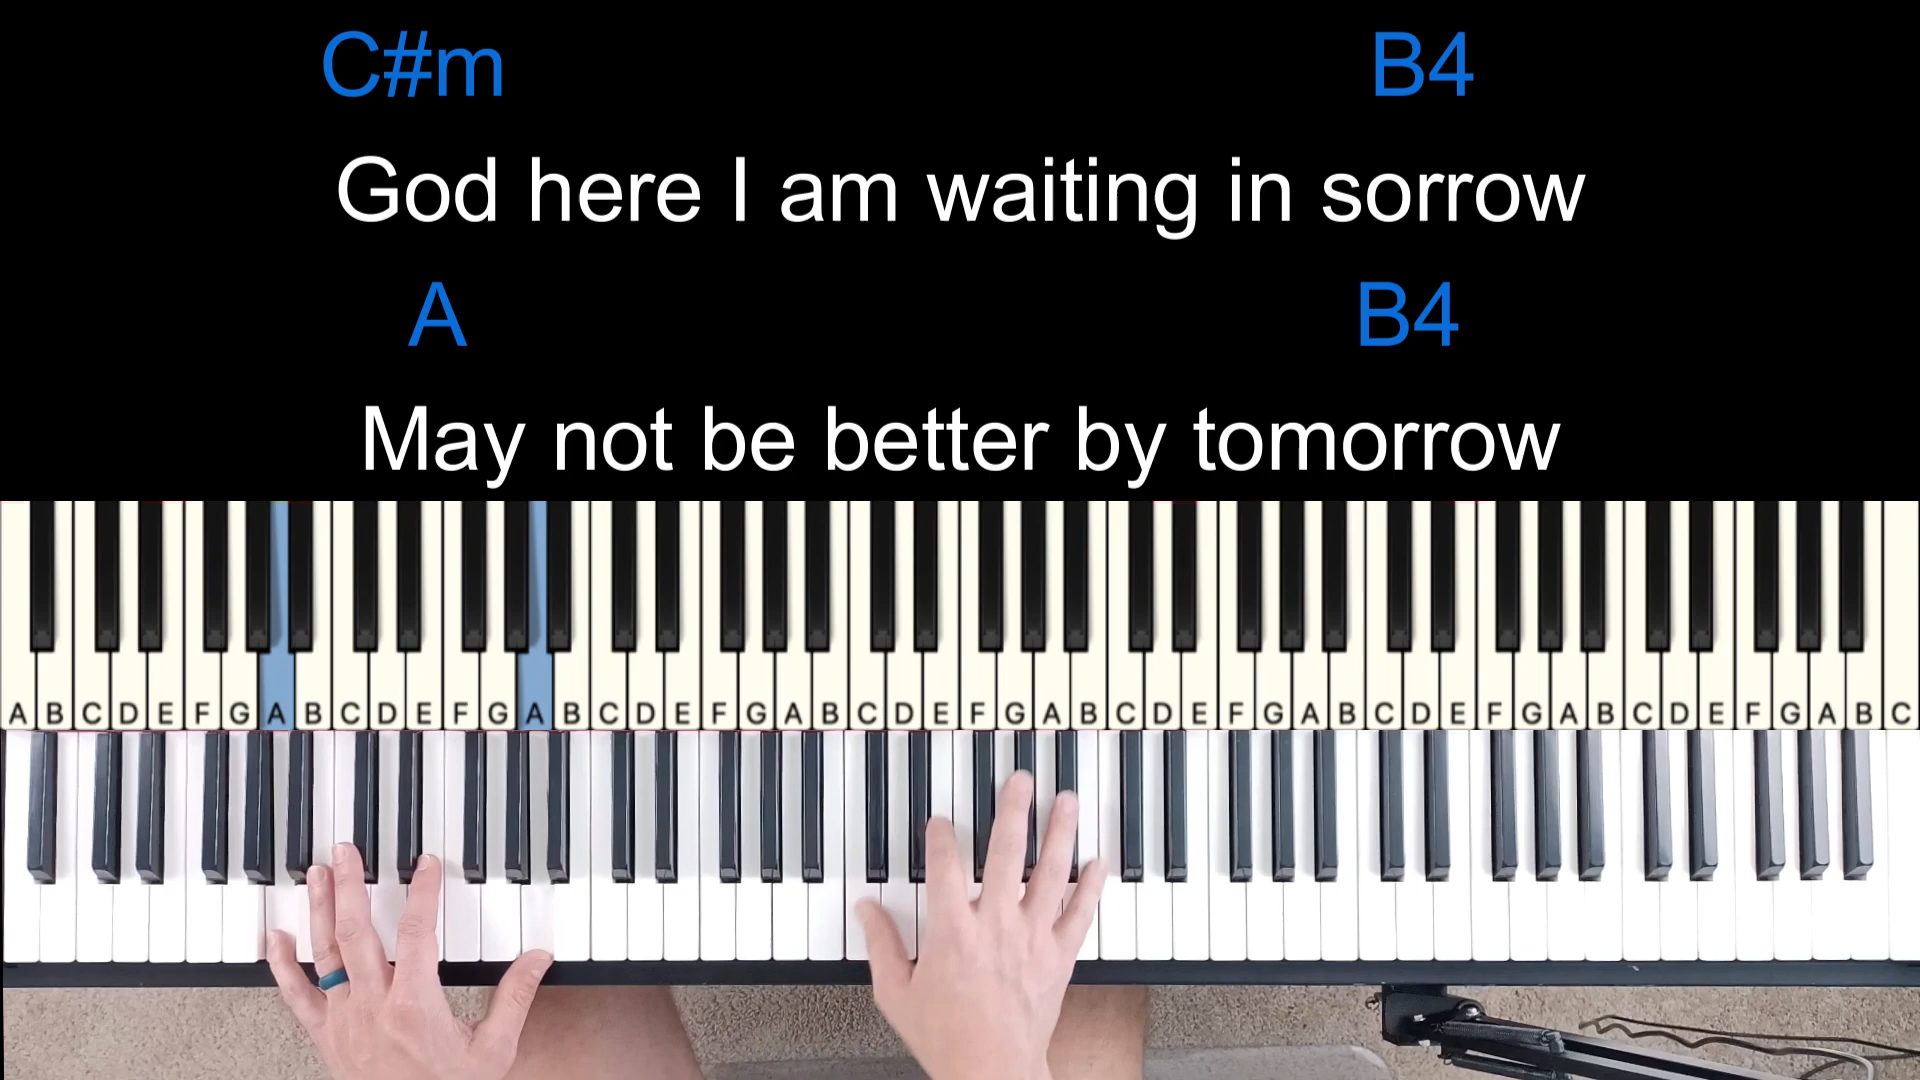 C#m B4
God here I am waiting in sorrow
A B4
May not be better by tomorrow
A B C D E F G A B C D E F G A B C D E F G A B C D E F G A B C D E F G A B C D E F G A B C D E F G A B C